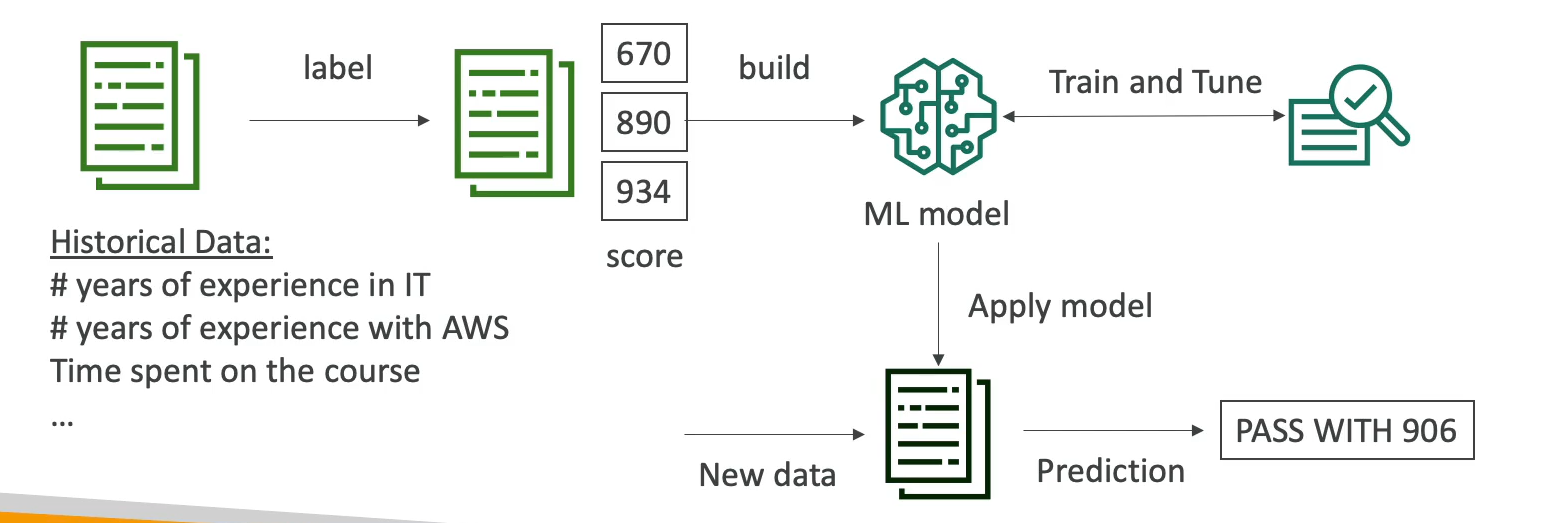 label
670
890
934
score
build
Train and Tune
ML model
Historical Data:
# years of experience in IT
# years of experience with AWS
Time spent on the course
...
Apply model
New data
Prediction
PASS WITH 906